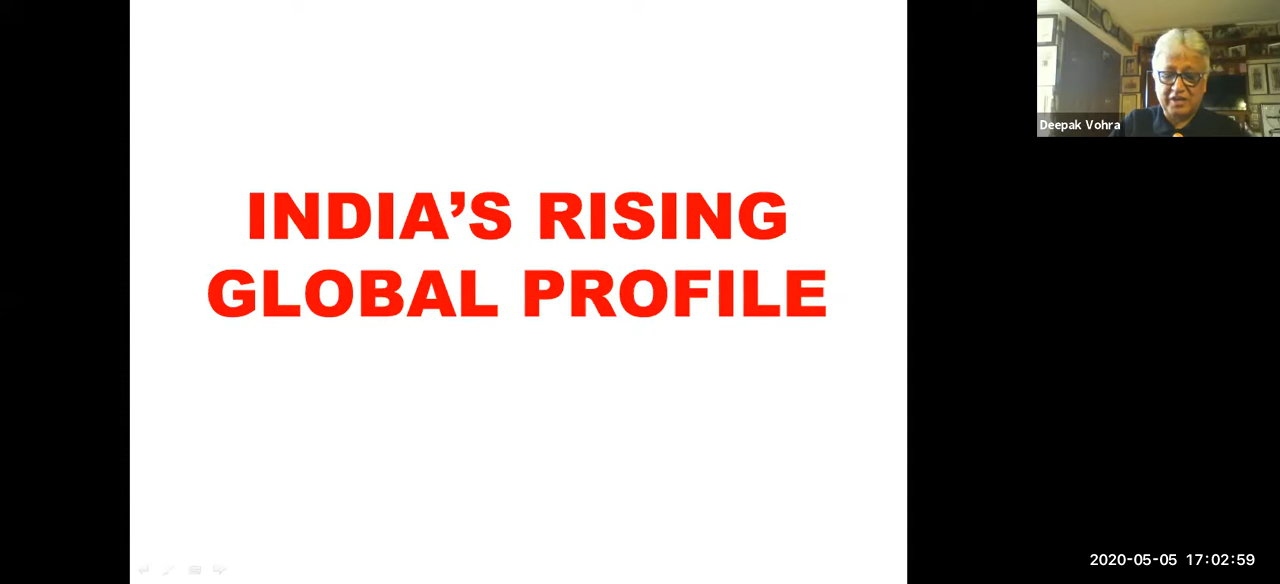 INDIA’S RISING
GLOBAL PROFILE
Deepak Vohra
2020-05-05 17:02:59